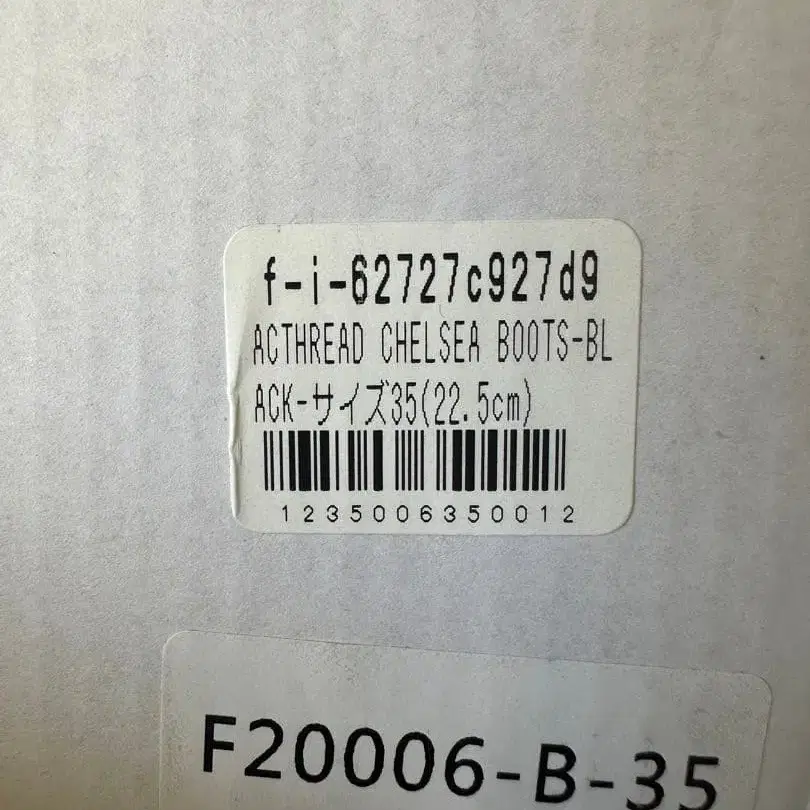 f-i-62727c927d9
ACTHREAD CHELSEA BOOTS-BL
ACK-サイズ35(22.5cm)
1235006350012
F20006-B-35